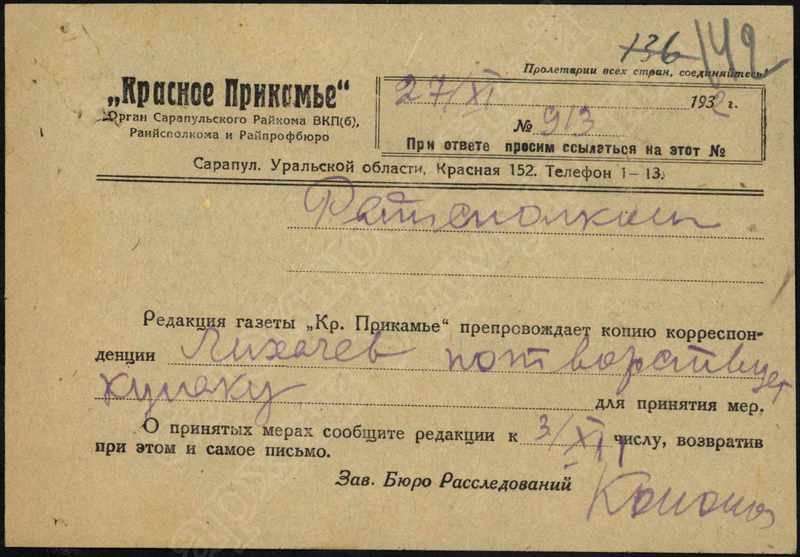 136 149
Пролетарии всех стран, соединяйтесь
„Красное Прикамье“
Орган Сарапульского Райкома ВКП(б),
Райисполкома и Райпрофбюро
27/XI 1932 г.
№ 913
При ответе просим ссылаться на этот №
Сарапул. Уральской области, Красная 152. Телефон 1–13.
Райисполком
Редакция газеты „Кр. Прикамье“ препровождает копию корреспон-
денции Лихачев потворствует
кулаку для принятия мер.
О принятых мерах сообщите редакции к 3/XII числу, возвратив
при этом и самое письмо.
Зав. Бюро Расследований